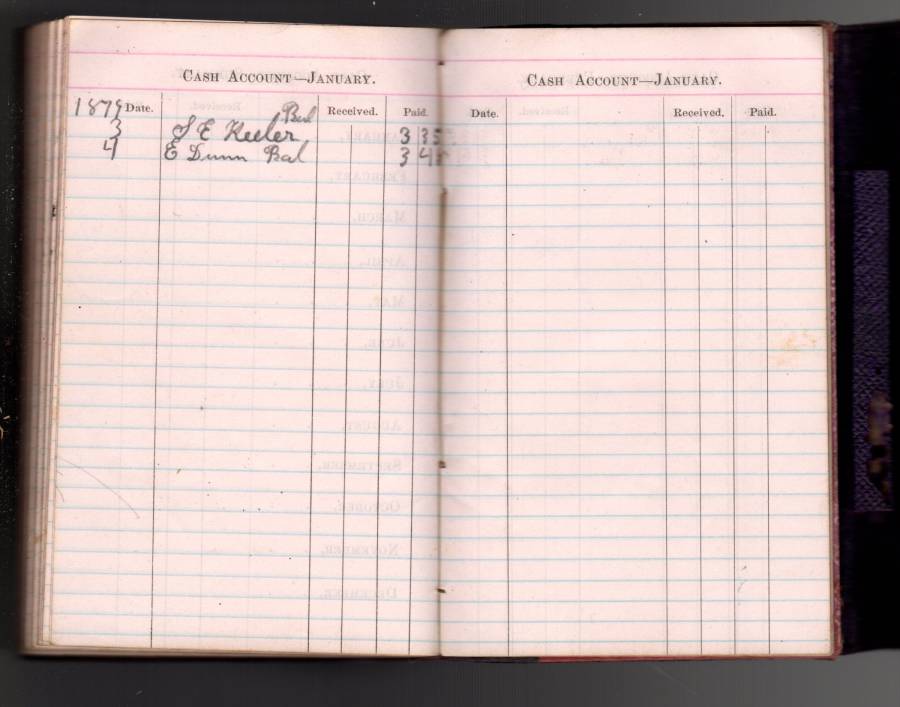 CASH ACCOUNT—JANUARY.
1879 Date. Received. Paid.
3 S E Keeler Bal 3 35
4 E Dunn Bal 3 45
CASH ACCOUNT—JANUARY.
Date. Received. Paid.